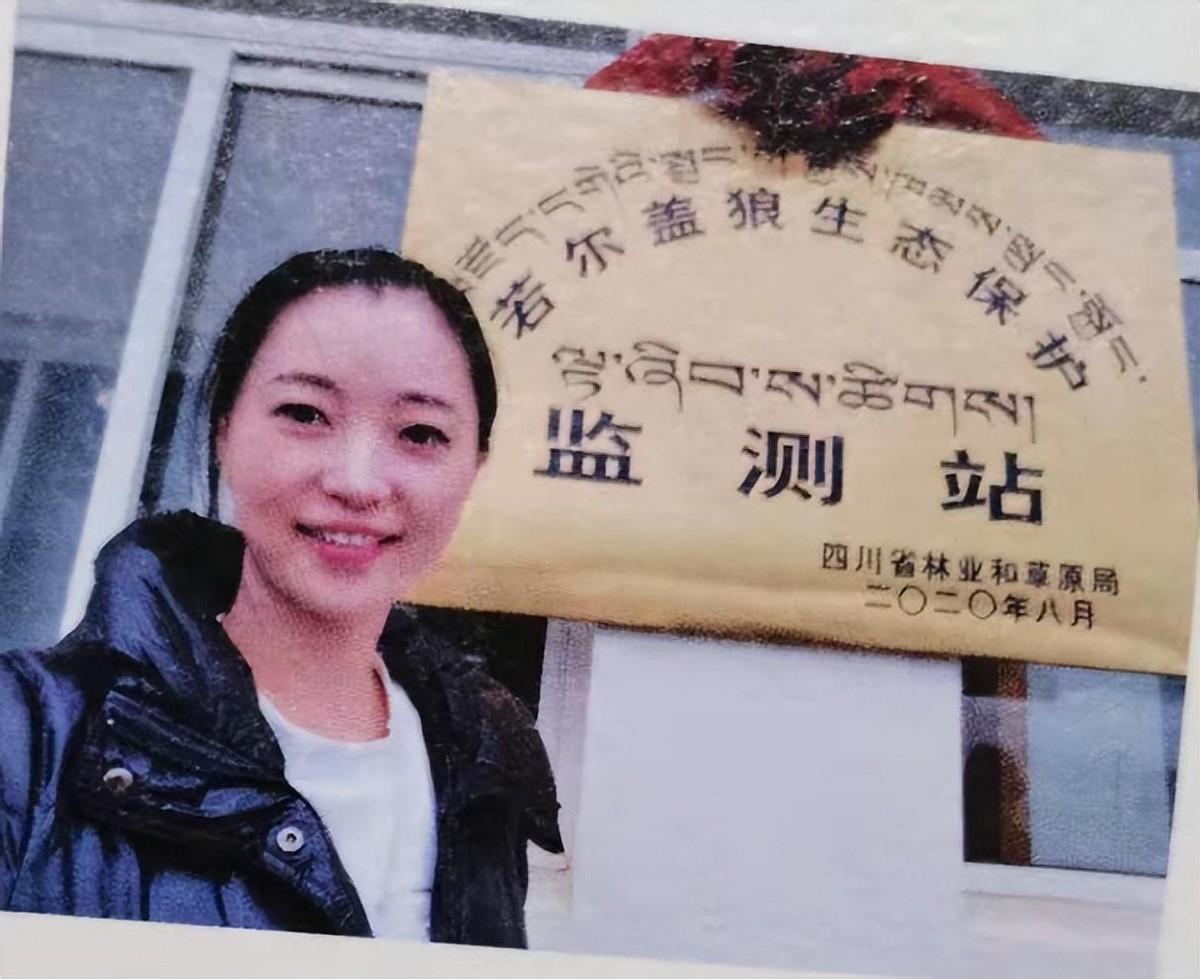 若尔盖狼生态保护
ལྟ་ཞིབ་ས་ཚིགས།
监测站
四川省林业和草原局
二〇二〇年八月